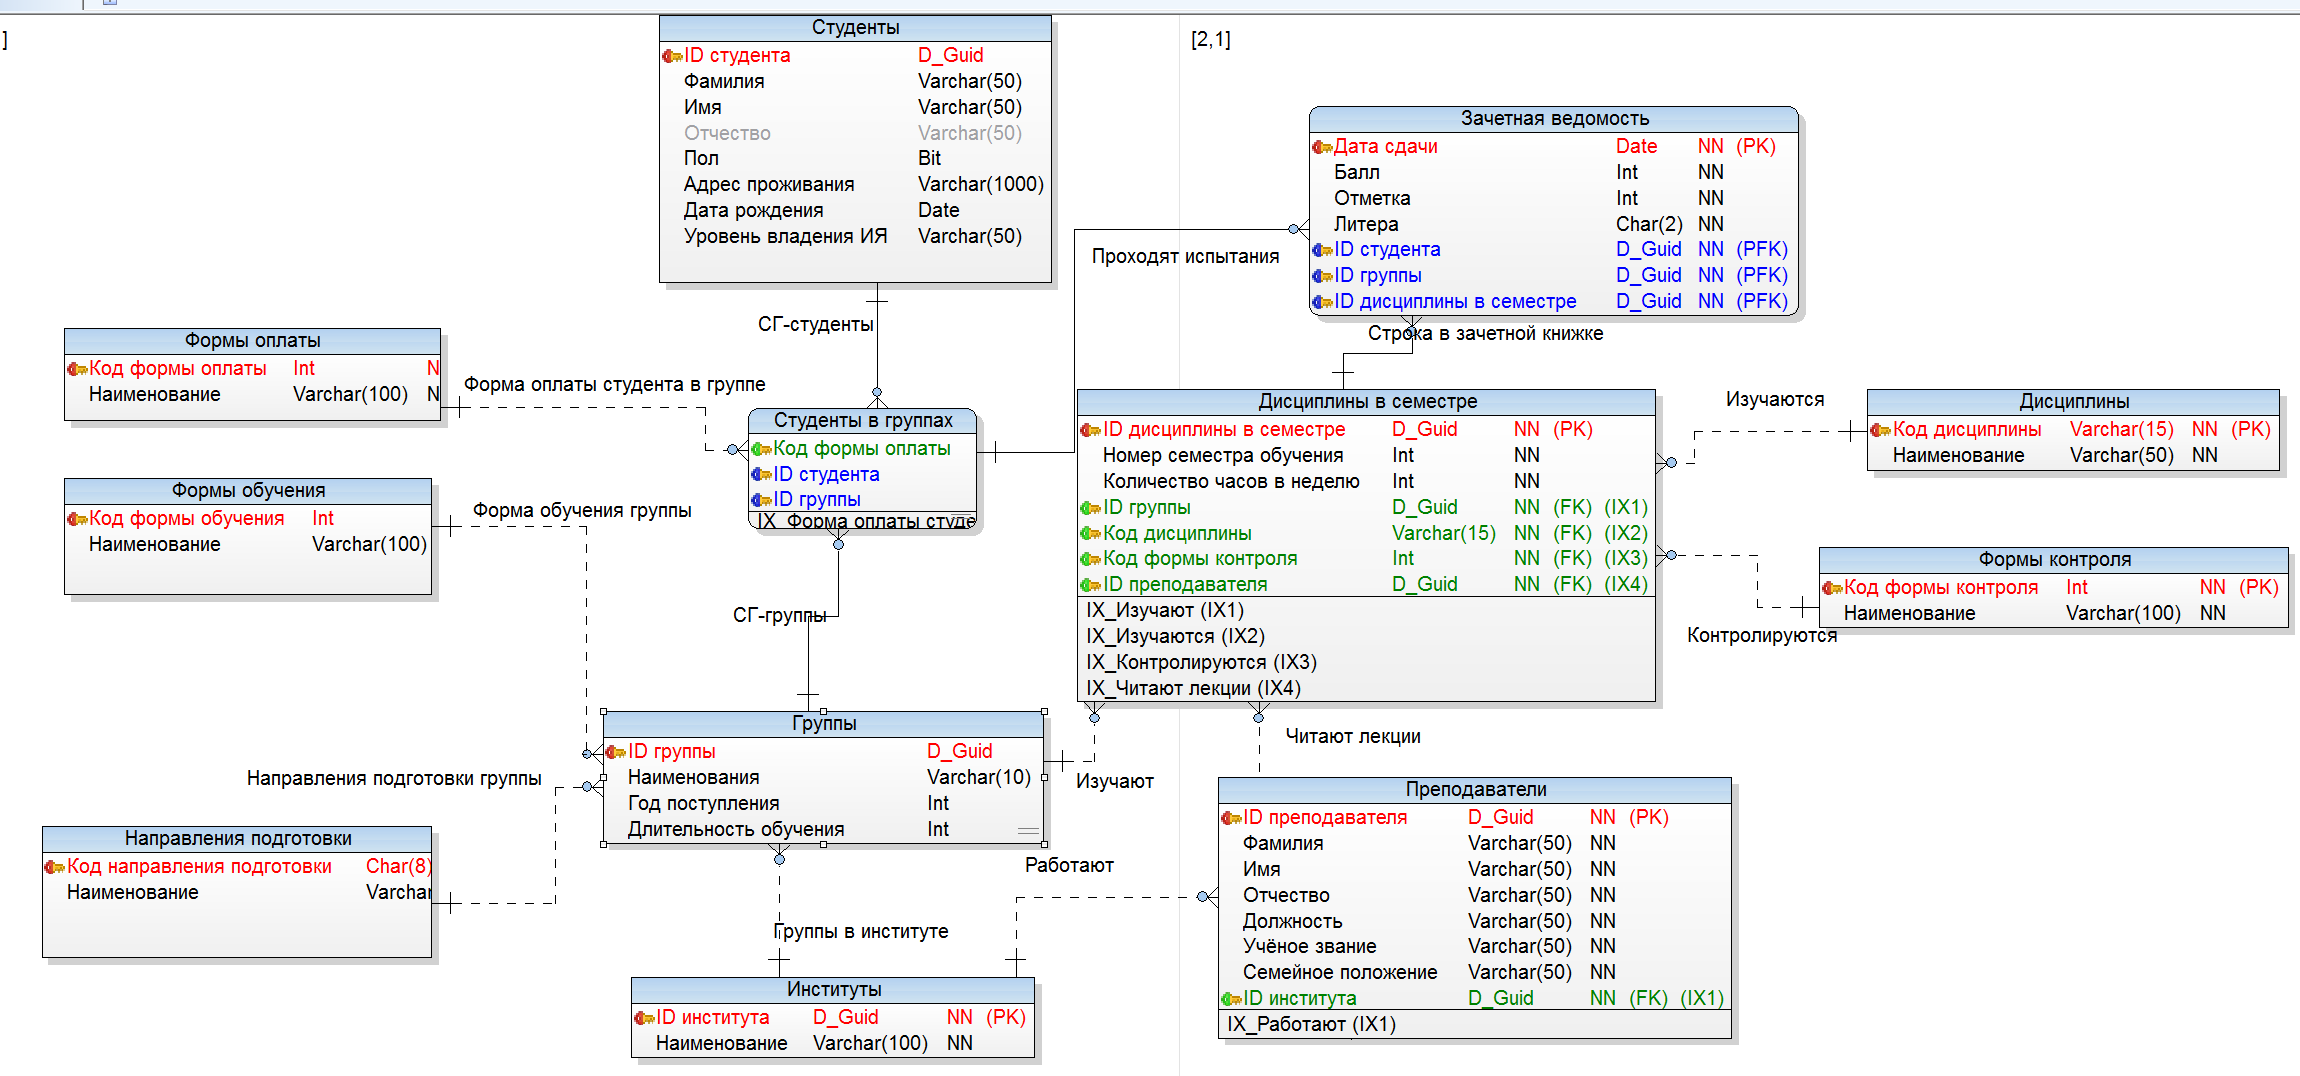 ]
[2,1]
Студенты
ID студента D_Guid
Фамилия Varchar(50)
Имя Varchar(50)
Отчество Varchar(50)
Пол Bit
Адрес проживания Varchar(1000)
Дата рождения Date
Уровень владения ИЯ Varchar(50)
Зачетная ведомость
Дата сдачи Date NN (PK)
Балл Int NN
Отметка Int NN
Литера Char(2) NN
ID студента D_Guid NN (PFK)
ID группы D_Guid NN (PFK)
ID дисциплины в семестре D_Guid NN (PFK)
Проходят испытания
СГ-студенты
Строка в зачетной книжке
Формы оплаты
Код формы оплаты Int N
Наименование Varchar(100) N
Форма оплаты студента в группе
Студенты в группах
Код формы оплаты
ID студента
ID группы
IX_Форма оплаты студе
Дисциплины в семестре
ID дисциплины в семестре D_Guid NN (PK)
Номер семестра обучения Int NN
Количество часов в неделю Int NN
ID группы D_Guid NN (FK) (IX1)
Код дисциплины Varchar(15) NN (FK) (IX2)
Код формы контроля Int NN (FK) (IX3)
ID преподавателя D_Guid NN (FK) (IX4)
IX_Изучают (IX1)
IX_Изучаются (IX2)
IX_Контролируются (IX3)
IX_Читают лекции (IX4)
Изучаются
Дисциплины
Код дисциплины Varchar(15) NN (PK)
Наименование Varchar(50) NN
Формы обучения
Код формы обучения Int
Наименование Varchar(100)
Форма обучения группы
Формы контроля
Код формы контроля Int NN (PK)
Наименование Varchar(100) NN
Контролируются
СГ-группы
Группы
ID группы D_Guid
Наименования Varchar(10)
Год поступления Int
Длительность обучения Int
Изучают
Читают лекции
Направления подготовки группы
Направления подготовки
Код направления подготовки Char(8)
Наименование Varchar
Работают
Преподаватели
ID преподавателя D_Guid NN (PK)
Фамилия Varchar(50) NN
Имя Varchar(50) NN
Отчество Varchar(50) NN
Должность Varchar(50) NN
Учёное звание Varchar(50) NN
Семейное положение Varchar(50) NN
ID института D_Guid NN (FK) (IX1)
IX_Работают (IX1)
Группы в институте
Институты
ID института D_Guid NN (PK)
Наименование Varchar(100) NN